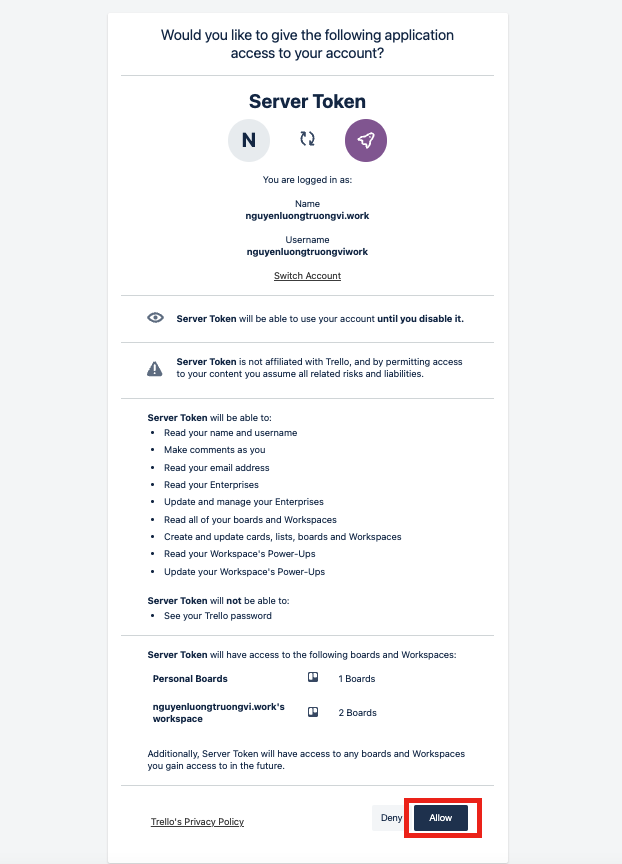 Would you like to give the following application
access to your account?
Server Token
N
You are logged in as:
Name
nguyenluongtruongvi.work
Username
nguyenluongtruongviwork
Switch Account
Server Token will be able to use your account until you disable it.
Server Token is not affiliated with Trello, and by permitting access
to your content you assume all related risks and liabilities.
Server Token will be able to:
• Read your name and username
• Make comments as you
• Read your email address
• Read your Enterprises
• Update and manage your Enterprises
• Read all of your boards and Workspaces
• Create and update cards, lists, boards and Workspaces
• Read your Workspace's Power-Ups
• Update your Workspace's Power-Ups
Server Token will not be able to:
• See your Trello password
Server Token will have access to the following boards and Workspaces:
Personal Boards 1 Boards
nguyenluongtruongvi.work's
workspace 2 Boards
Additionally, Server Token will have access to any boards and Workspaces
you gain access to in the future.
Trello's Privacy Policy Deny Allow